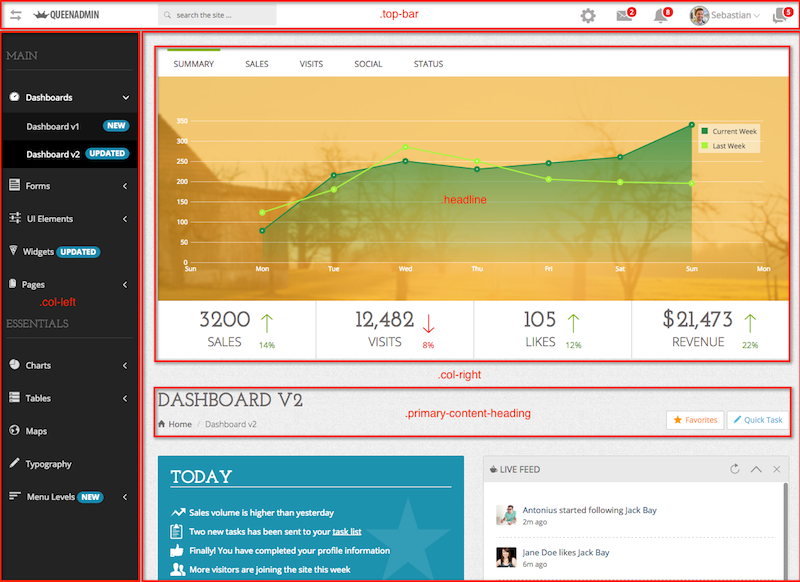 QUEENADMIN
search the site ...
.top-bar
2
8
Sebastian
5
MAIN
Dashboards
Dashboard v1 NEW
Dashboard v2 UPDATED
Forms
UI Elements
Widgets UPDATED
Pages
.col-left
ESSENTIALS
Charts
Tables
Maps
Typography
Menu Levels NEW
SUMMARY SALES VISITS SOCIAL STATUS
350
300
250
200
150
100
50
0
Sun Mon Tue Wed Thu Fri Sat Sun Mon
Current Week
Last Week
.headline
3200
SALES 14%
12,482
VISITS 8%
105
LIKES 12%
$21,473
REVENUE 22%
.col-right
DASHBOARD V2
.primary-content-heading
Home / Dashboard v2
Favorites
Quick Task
TODAY
Sales volume is higher than yesterday
Two new tasks has been sent to your task list
Finally! You have completed your profile information
More visitors are joining the site this week
LIVE FEED
Antonius started following Jack Bay
2m ago
Jane Doe likes Jack Bay
6m ago